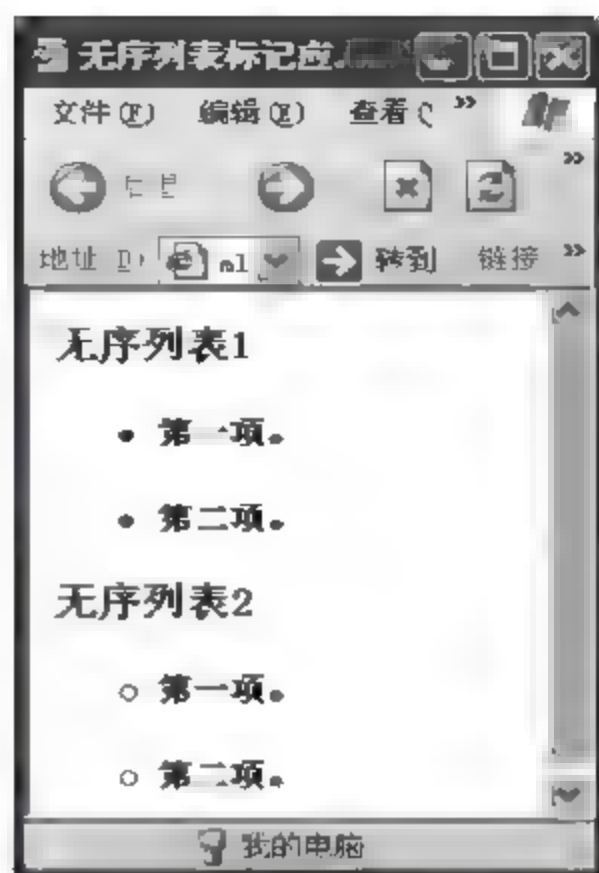 无序列表标记应
文件(F) 编辑(E) 查看( »
»
地址 D) ml 转到 链接 »
无序列表1
• 第一项。
• 第二项。
无序列表2
○ 第一项。
○ 第二项。
我的电脑